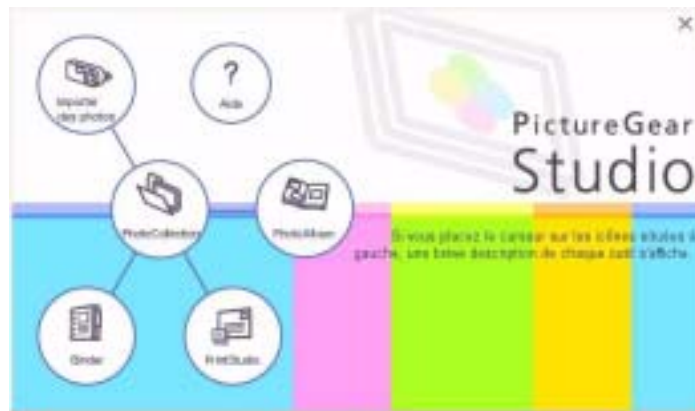 Importer
des photos
?
Aide
PictureGear
Studio
PhotoCollection
PhotoAlbum
Si vous placez le curseur sur les icônes situées à
gauche, une brève description de chaque outil s'affiche.
Binder
PrintStudio